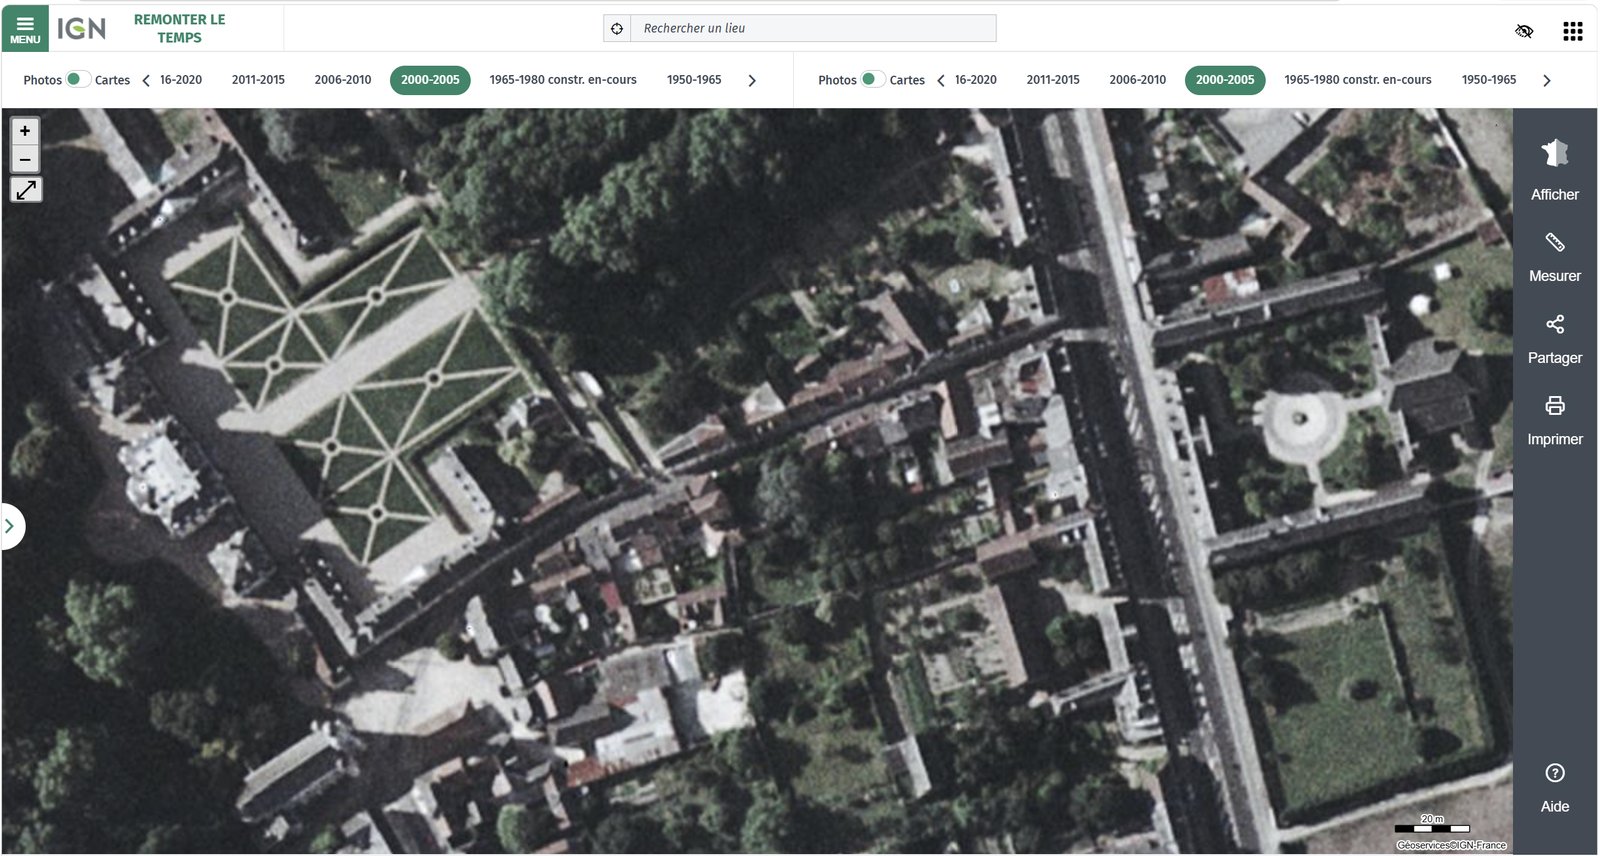 MENU
IGN
REMONTER LE
TEMPS
Rechercher un lieu
Photos Cartes 16-2020 2011-2015 2006-2010 2000-2005 1965-1980 constr. en-cours 1950-1965
Photos Cartes 16-2020 2011-2015 2006-2010 2000-2005 1965-1980 constr. en-cours 1950-1965
+
−
Afficher
Mesurer
Partager
Imprimer
?
Aide
20 m
Géoservices©IGN-France